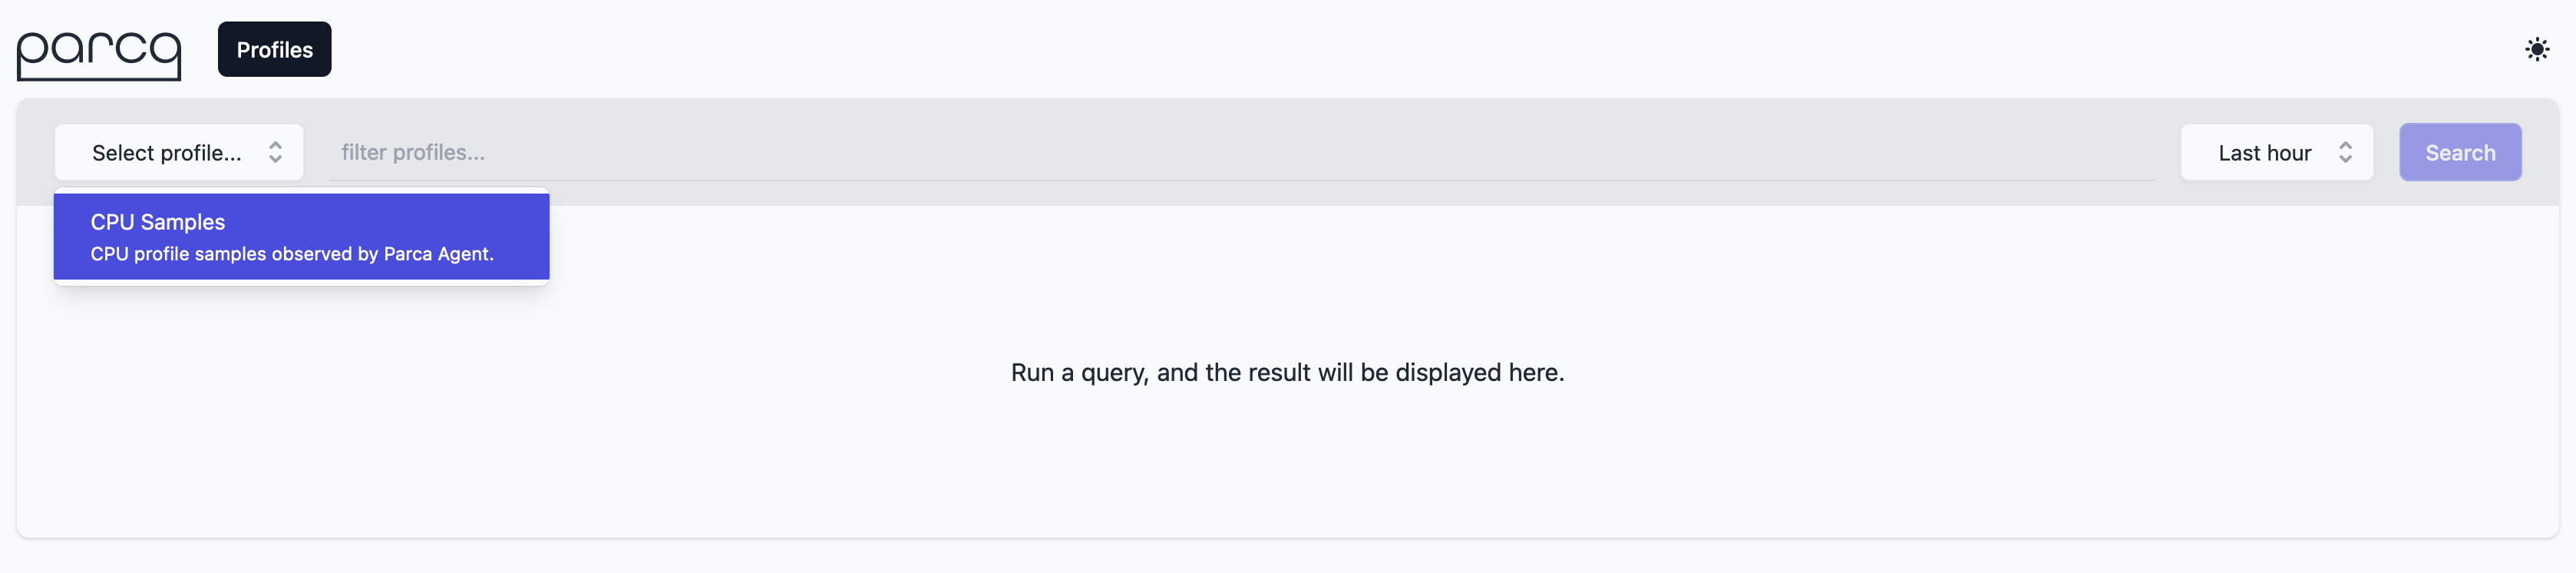 parca
Profiles
Select profile...
filter profiles...
Last hour
Search
CPU Samples
CPU profile samples observed by Parca Agent.
Run a query, and the result will be displayed here.